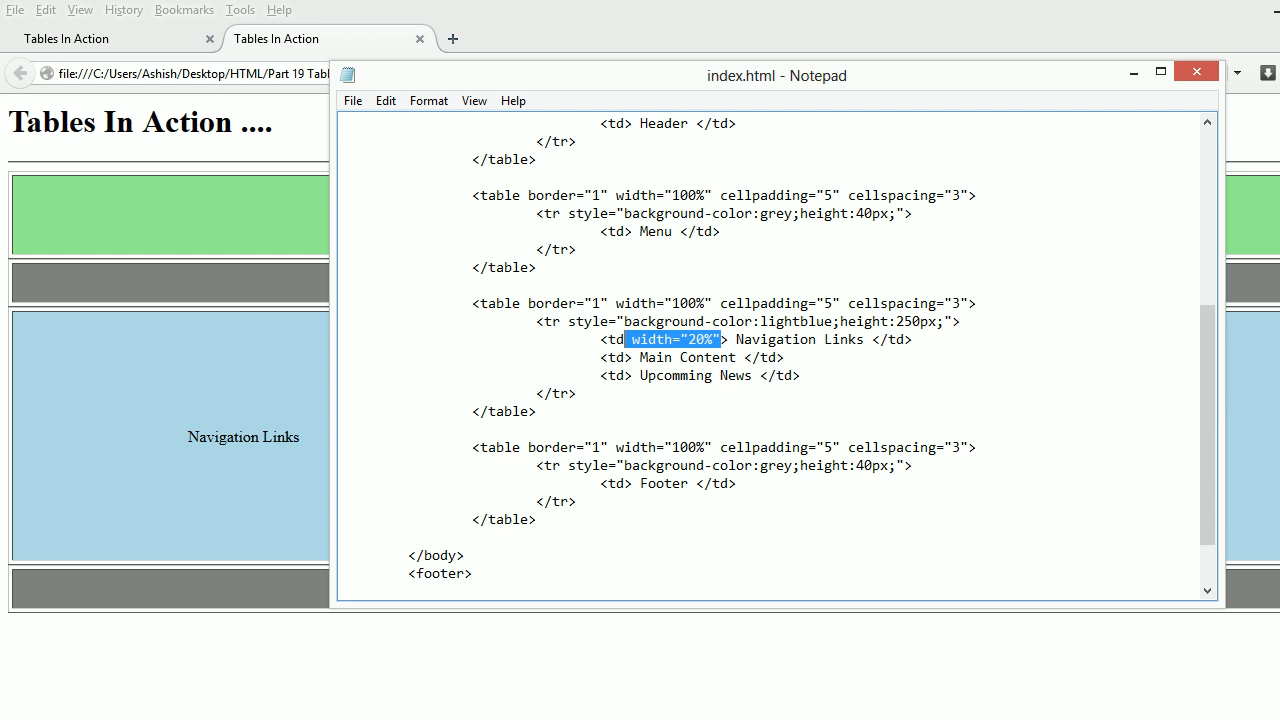 File Edit View History Bookmarks Tools Help
Tables In Action
Tables In Action
file:///C:/Users/Ashish/Desktop/HTML/Part 19 Tabl
index.html - Notepad
File Edit Format View Help
Tables In Action ....
<td> Header </td>
</tr>
</table>
<table border="1" width="100%" cellpadding="5" cellspacing="3">
<tr style="background-color:grey;height:40px;">
<td> Menu </td>
</tr>
</table>
<table border="1" width="100%" cellpadding="5" cellspacing="3">
<tr style="background-color:lightblue;height:250px;">
<td width="20%"> Navigation Links </td>
<td> Main Content </td>
<td> Upcomming News </td>
</tr>
</table>
<table border="1" width="100%" cellpadding="5" cellspacing="3">
<tr style="background-color:grey;height:40px;">
<td> Footer </td>
</tr>
</table>
</body>
<footer>
Navigation Links